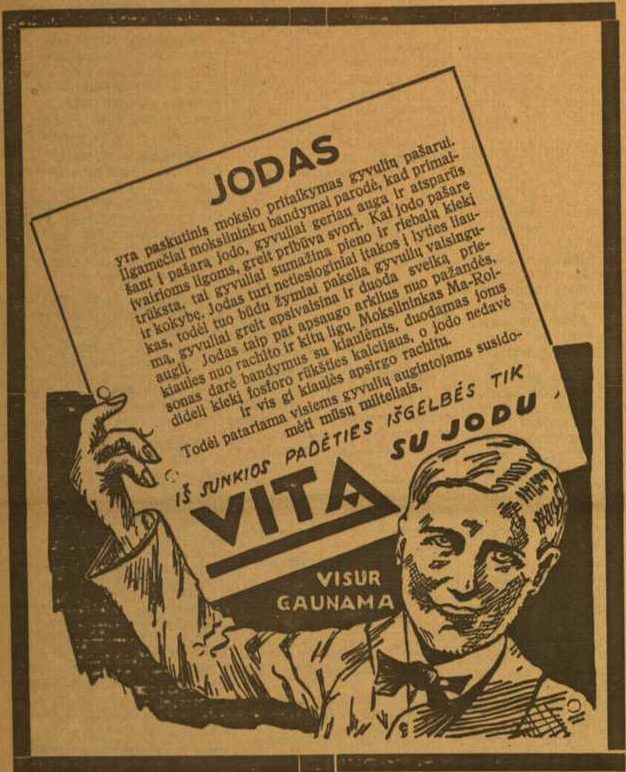 JODAS
yra paskutinis mokslo pritaikymas gyvulių pašarui.
Ilgamečiai mokslininkų bandymai parodė, kad primai-
šant į pašarą jodo, gyvuliai geriau auga ir atsparūs
įvairioms ligoms, greit pribūva svorį. Kai jodo pašare
trūksta, tai gyvuliai sumažina pieno ir riebalų kiekį
ir kokybę. Jodas turi netiesioginiai įtakos į lyties liau-
kas, todėl tuo būdu žymiai pakelia gyvulių vaisingu-
mą, gyvuliai greit apsivaisina ir duoda sveiką prie-
auglį. Jodas taip pat apsaugo arklius nuo pažandės,
kiaules nuo rachito ir kitų ligų. Mokslininkas Ma-Rol-
sonas darė bandymus su kiaulėmis, duodamas joms
didelį kiekį fosforo rūkšties kalcijaus, o jodo nedavė
ir vis gi kiaulės apsirgo rachitu.
Todėl patariama visiems gyvulių augintojams susido-
mėti mūsų milteliais.
IŠ SUNKIOS PADĖTIES IŠGELBĖS TIK
VITA SU JODU
VISUR
GAUNAMA